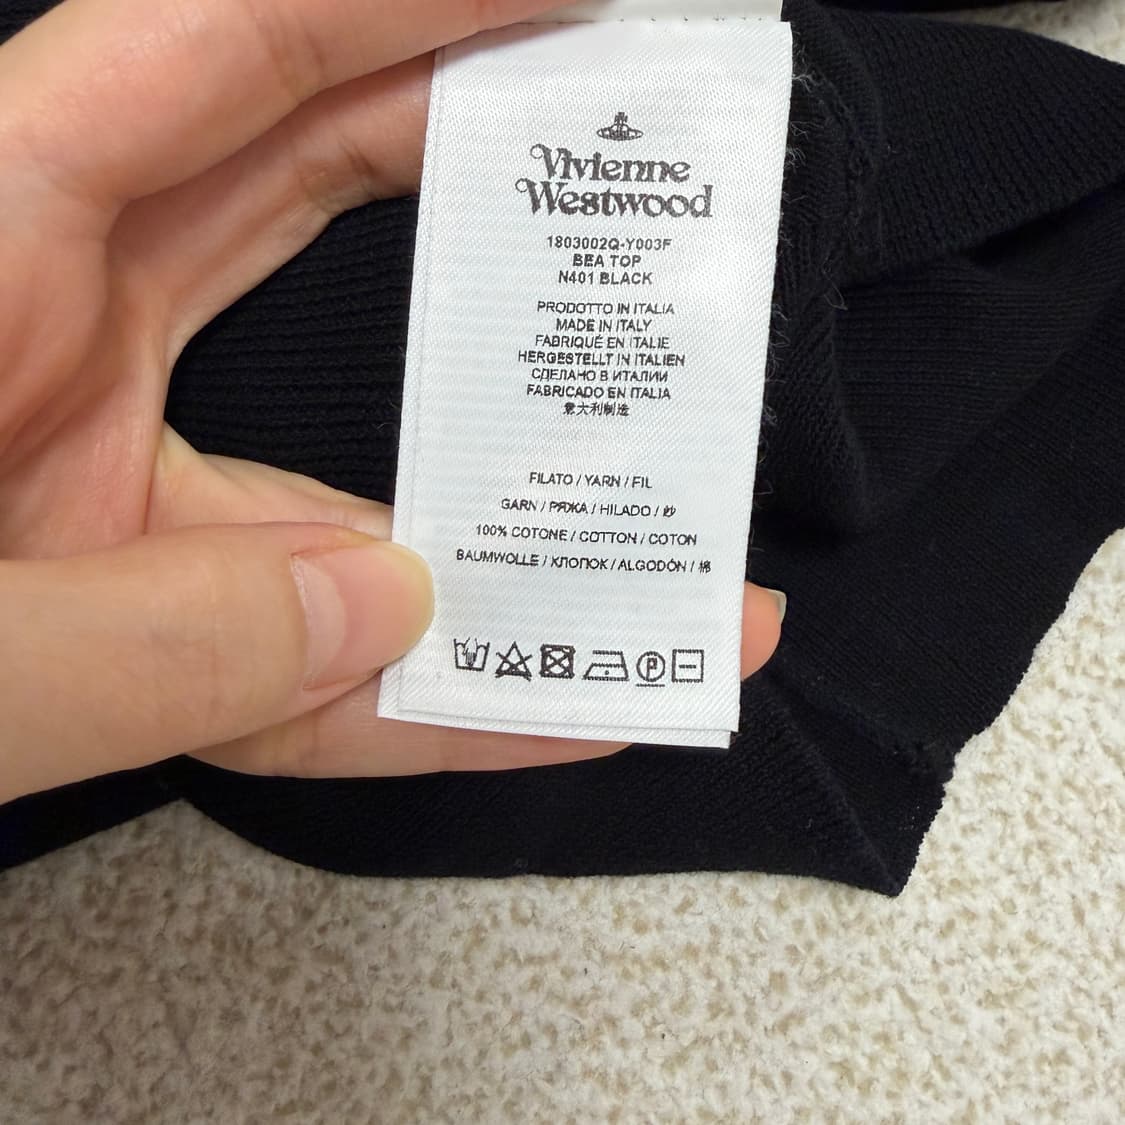 Vivienne
Westwood
1803002Q-Y003F
BEA TOP
N401 BLACK
PRODOTTO IN ITALIA
MADE IN ITALY
FABRIQUÉ EN ITALIE
HERGESTELLT IN ITALIEN
СДЕЛАНО В ИТАЛИИ
FABRICADO EN ITALIA
意大利制造
FILATO / YARN / FIL
GARN / РЯЖА / HILADO / 纱
100% COTONE / COTTON / COTON
BAUMWOLLE / ХЛОПОК / ALGODÓN / 棉
P